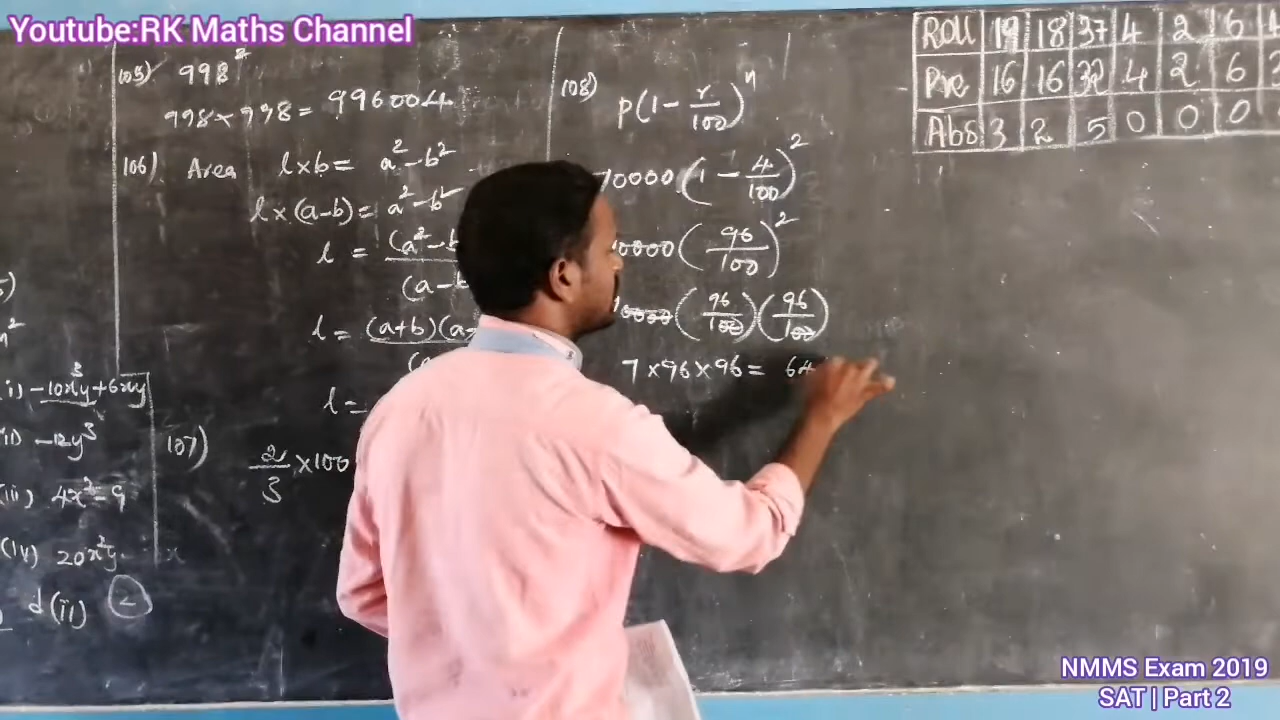 Youtube:RK Maths Channel
105) 998²
998 × 998 = 996004
106) Area l×b = a² - b²
l×(a-b) = a² - b²
l = (a² - b
(a - b
l = (a+b)(a-
l =
107) 2/3 × 100
i) -10x³y + 6xy
-12y³
iii) 4x² - 9
(iv) 20x²y
d(ii) 2
108) P(1 - r/100)ⁿ
70000(1 - 4/100)²
0000(96/100)²
0000(96/100)(96/100)
7×96×96 = 64
Roll 19 18 37 4 2 6
Pre 16 16 32 4 2 6
Abs 3 2 5 0 0 0
NMMS Exam 2019
SAT | Part 2